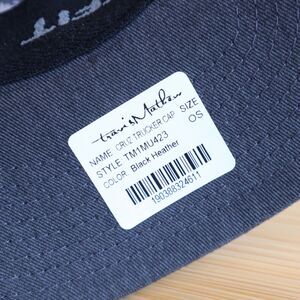 travisMathew
NAME CRUZ TRUCKER CAP SIZE
STYLE TM1MU423 OS
COLOR Black Heather
190388324611